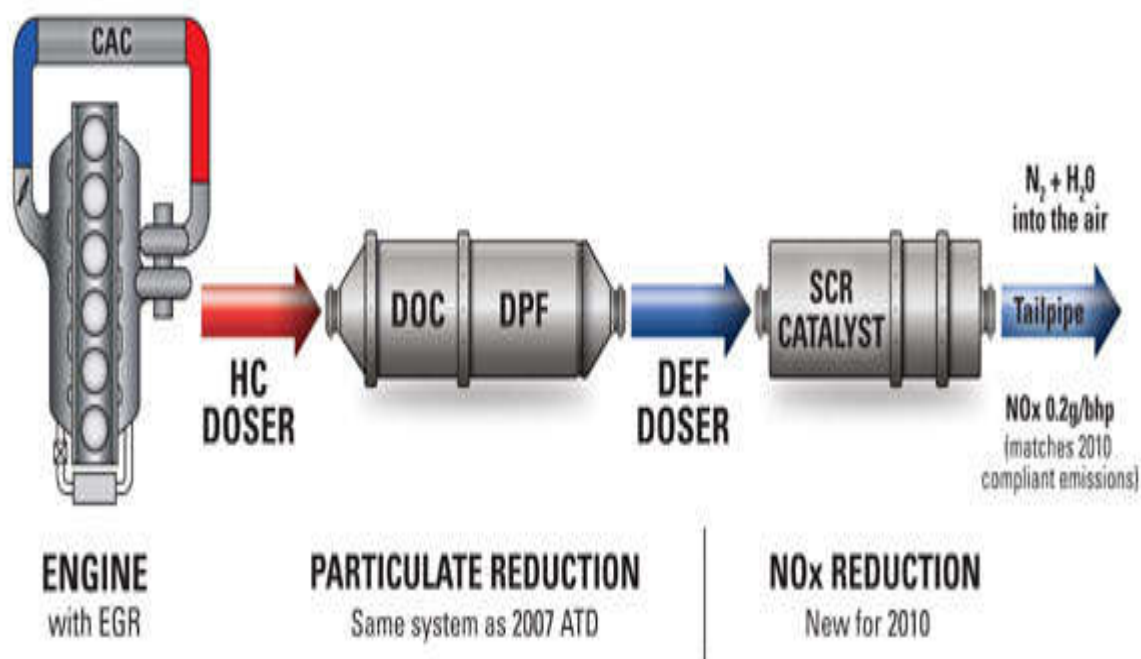 CAC
HC
DOSER
DOC
DPF
DEF
DOSER
SCR
CATALYST
N₂ + H₂0
into the air
Tailpipe
NOx 0.2g/bhp
(matches 2010
compliant emissions)
ENGINE
with EGR
PARTICULATE REDUCTION
Same system as 2007 ATD
NOx REDUCTION
New for 2010